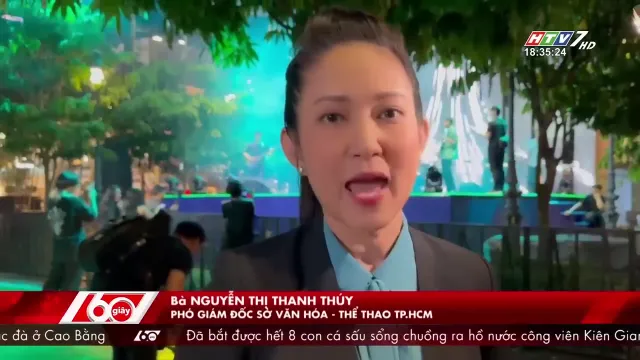 HTV7 HD
18:35:24
Bà NGUYỄN THỊ THANH THÚY
PHÓ GIÁM ĐỐC SỞ VĂN HÓA - THỂ THAO TP.HCM
60 giây
c đà ở Cao Bằng
Đã bắt được hết 8 con cá sấu sổng chuồng ra hồ nước công viên Kiên Gia